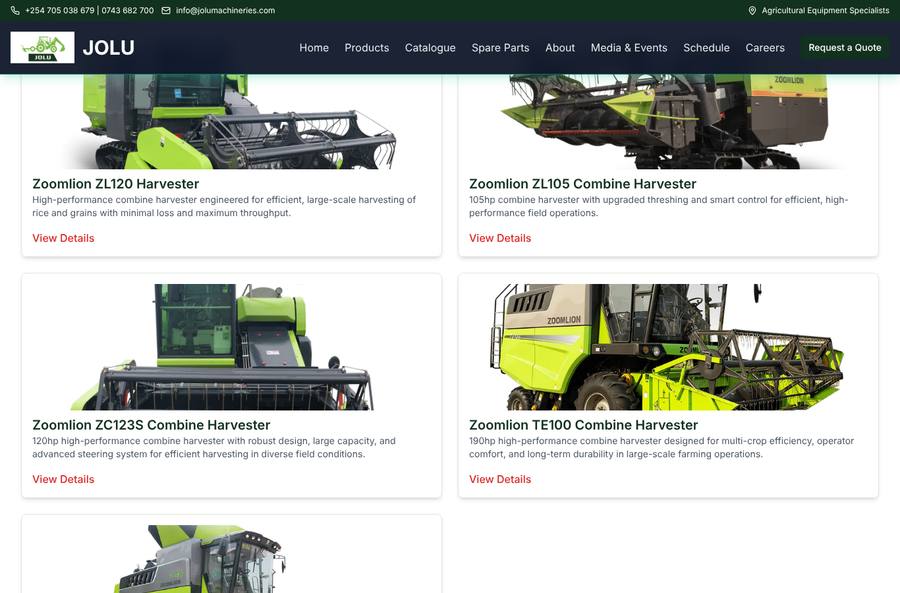 +254 705 038 679 | 0743 682 700
info@jolumachineries.com
Agricultural Equipment Specialists
JOLU
JOLU
Home
Products
Catalogue
Spare Parts
About
Media & Events
Schedule
Careers
Request a Quote
ZOOMLION
Zoomlion ZL120 Harvester
High-performance combine harvester engineered for efficient, large-scale harvesting of
rice and grains with minimal loss and maximum throughput.
View Details
Zoomlion ZL105 Combine Harvester
105hp combine harvester with upgraded threshing and smart control for efficient, high-
performance field operations.
View Details
ZOOMLION
Zoomlion ZC123S Combine Harvester
120hp high-performance combine harvester with robust design, large capacity, and
advanced steering system for efficient harvesting in diverse field conditions.
View Details
Zoomlion TE100 Combine Harvester
190hp high-performance combine harvester designed for multi-crop efficiency, operator
comfort, and long-term durability in large-scale farming operations.
View Details
ZOOMLION